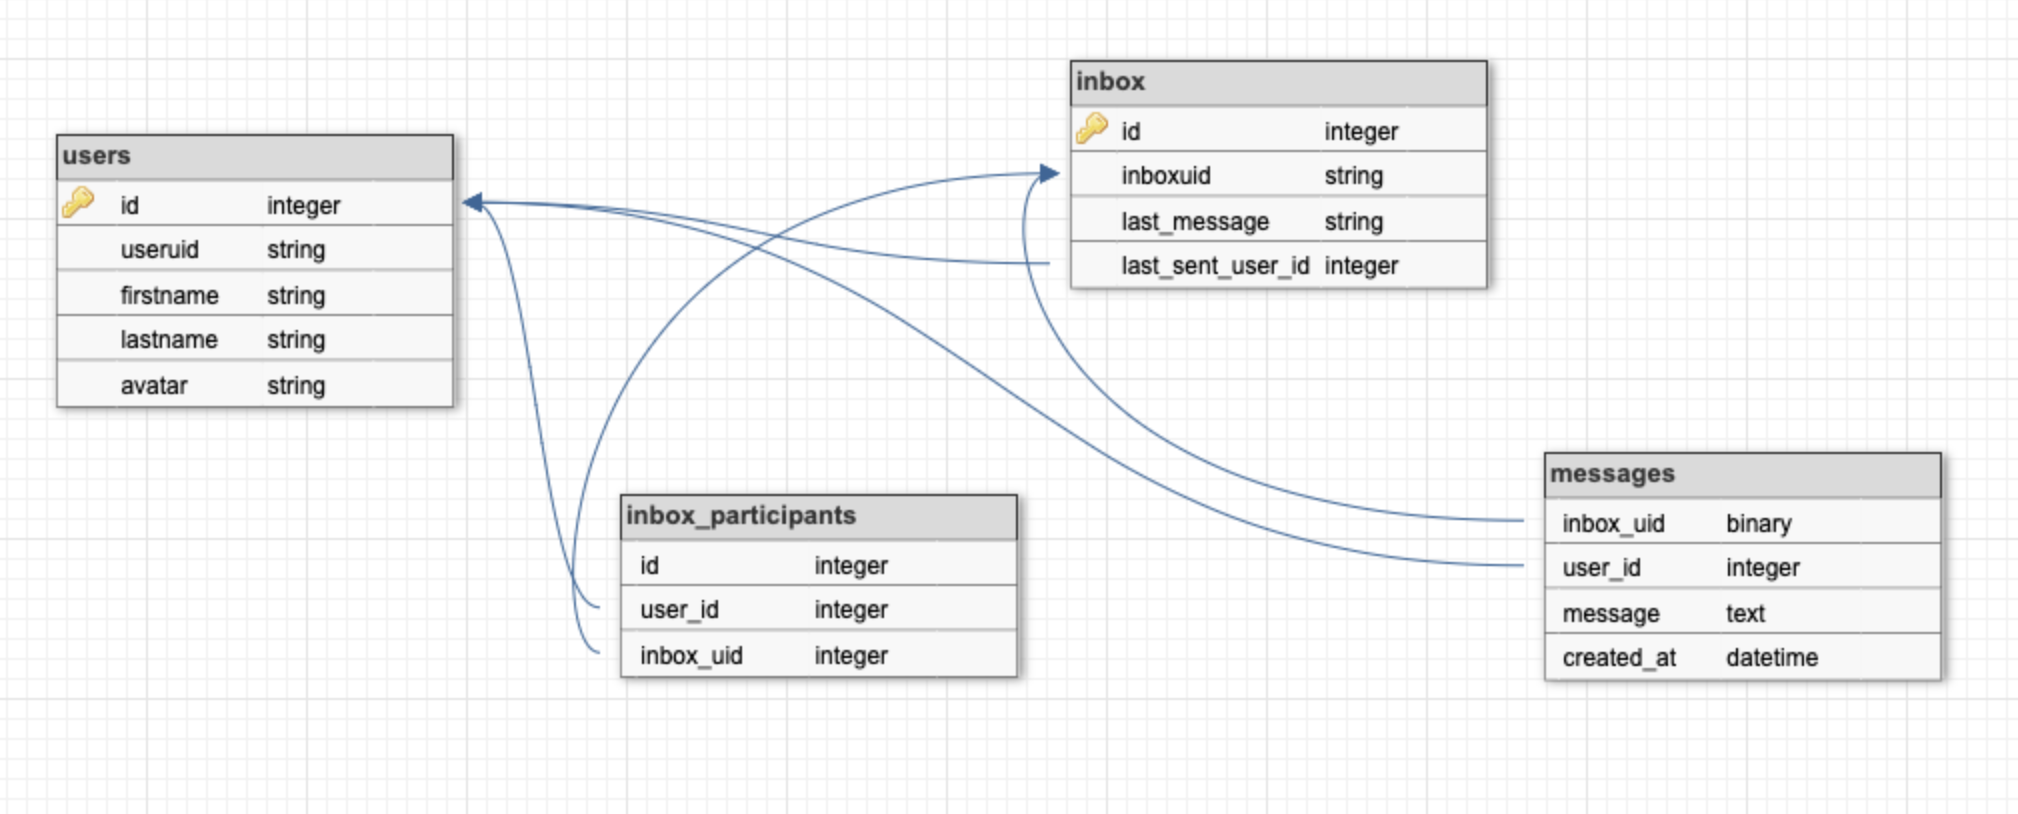 users
id integer
useruid string
firstname string
lastname string
avatar string
inbox
id integer
inboxuid string
last_message string
last_sent_user_id integer
inbox_participants
id integer
user_id integer
inbox_uid integer
messages
inbox_uid binary
user_id integer
message text
created_at datetime